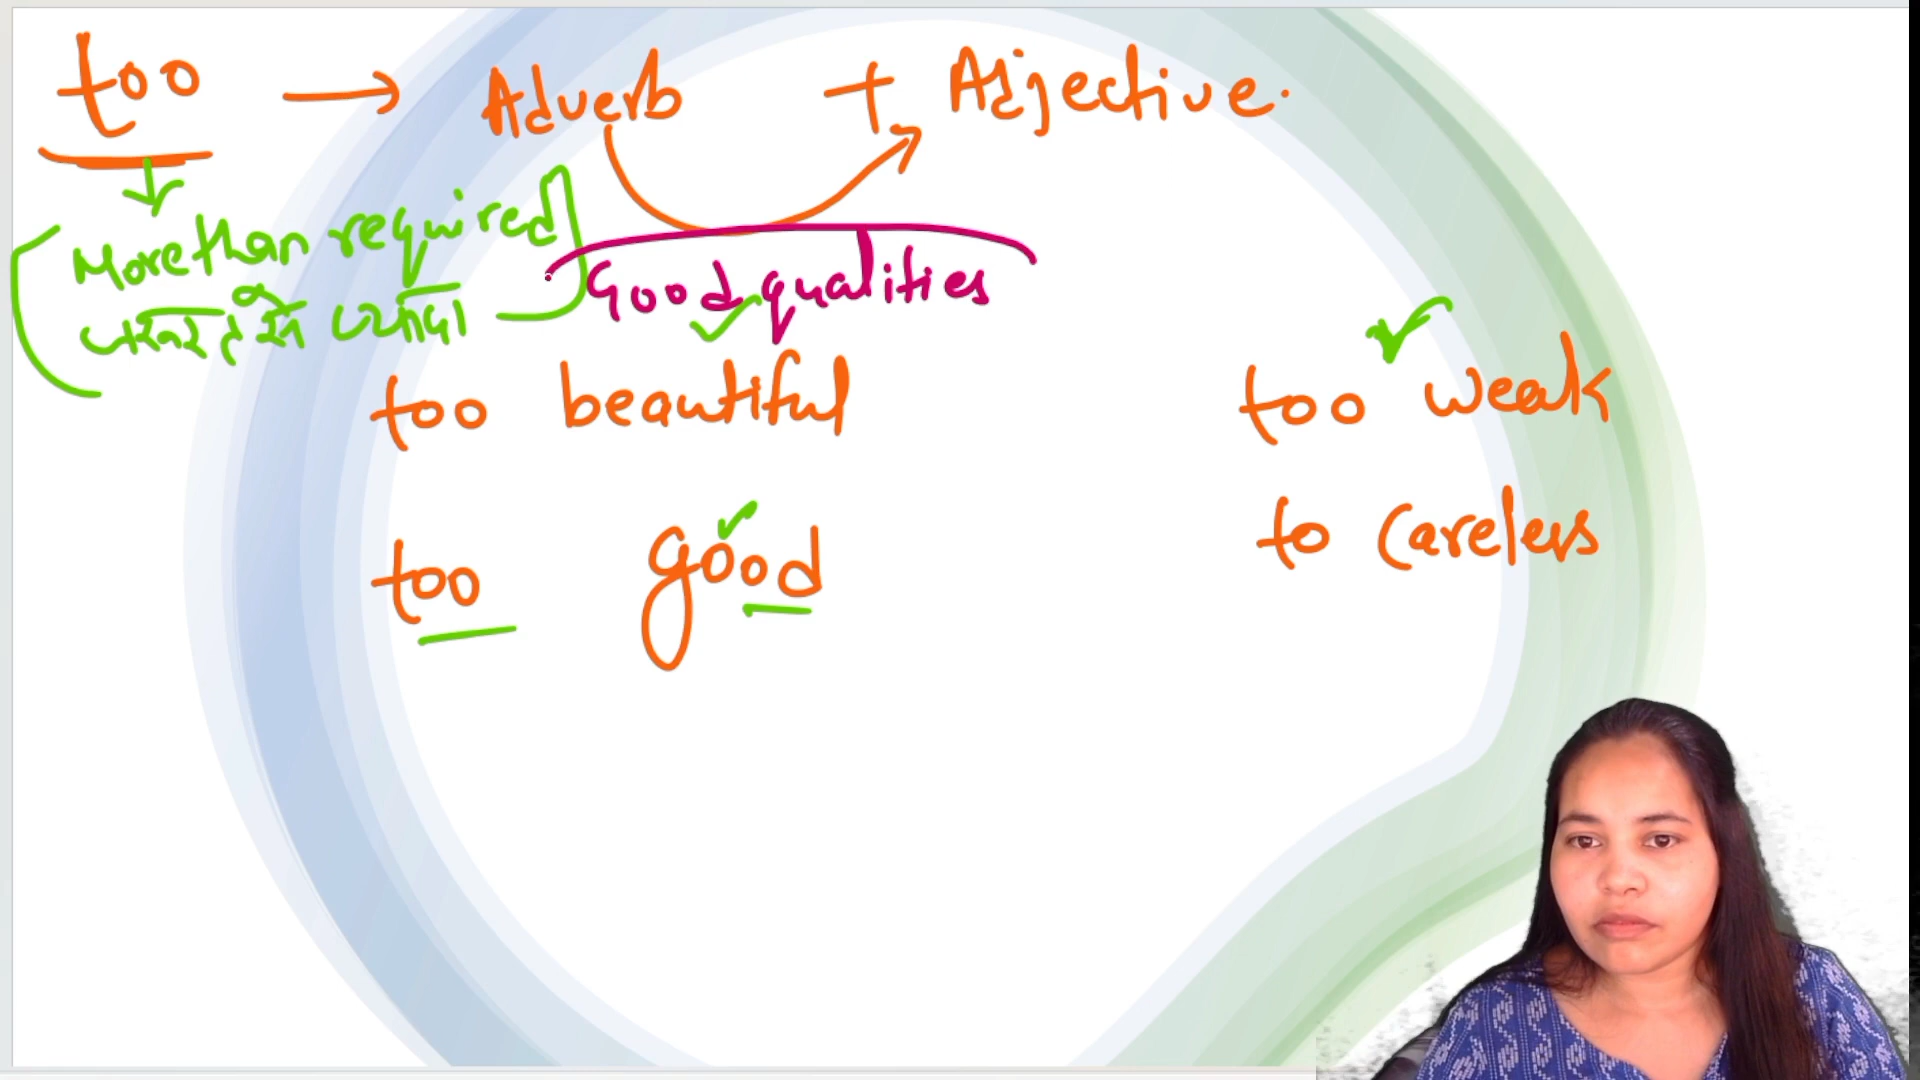 too → Adverb + Adjective.
More than required
जरूरत से ज्यादा
Good qualities
too beautiful
too weak
too good
to careless